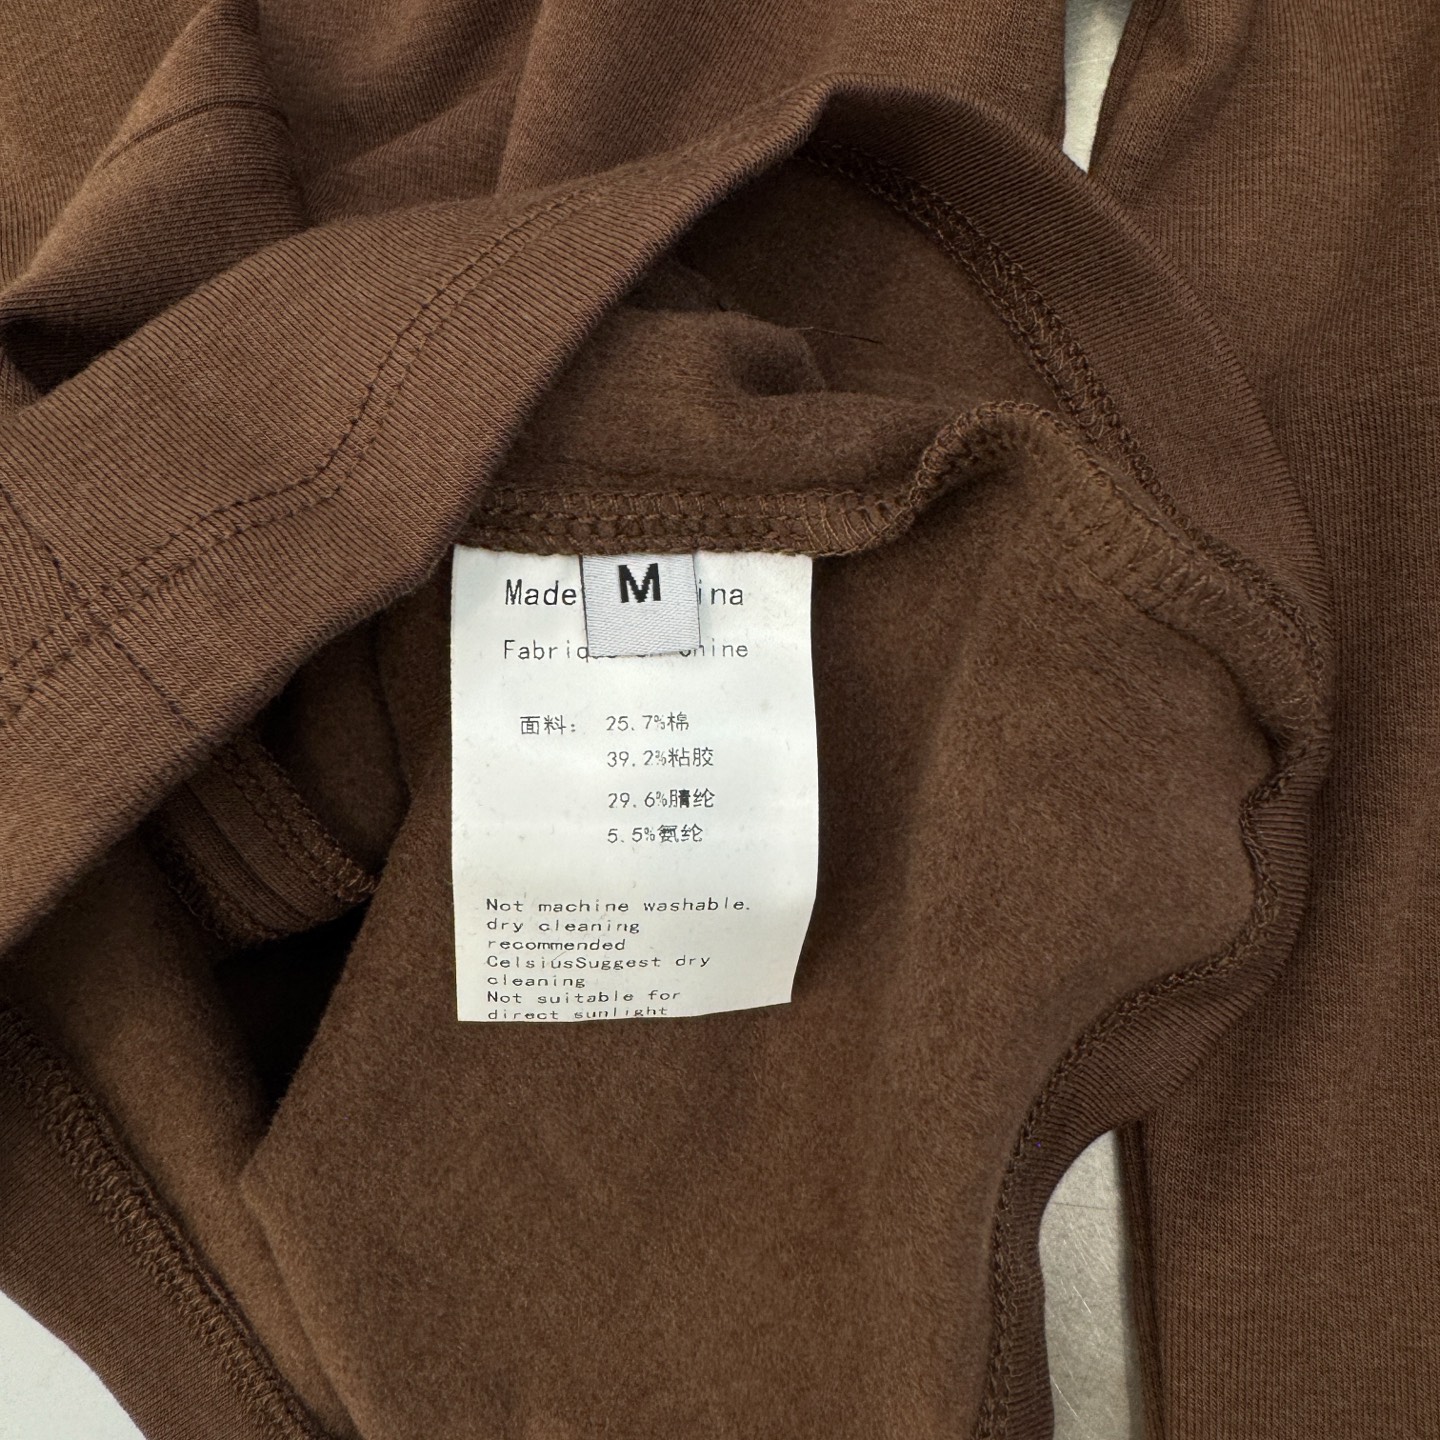 M
Made ina
Fabriq hine
面料: 25.7%棉
39.2%粘胶
29.6%腈纶
5.5%氨纶
Not machine washable.
dry cleaning
recommended
CelsiusSuggest dry
cleaning
Not suitable for
direct sunlight